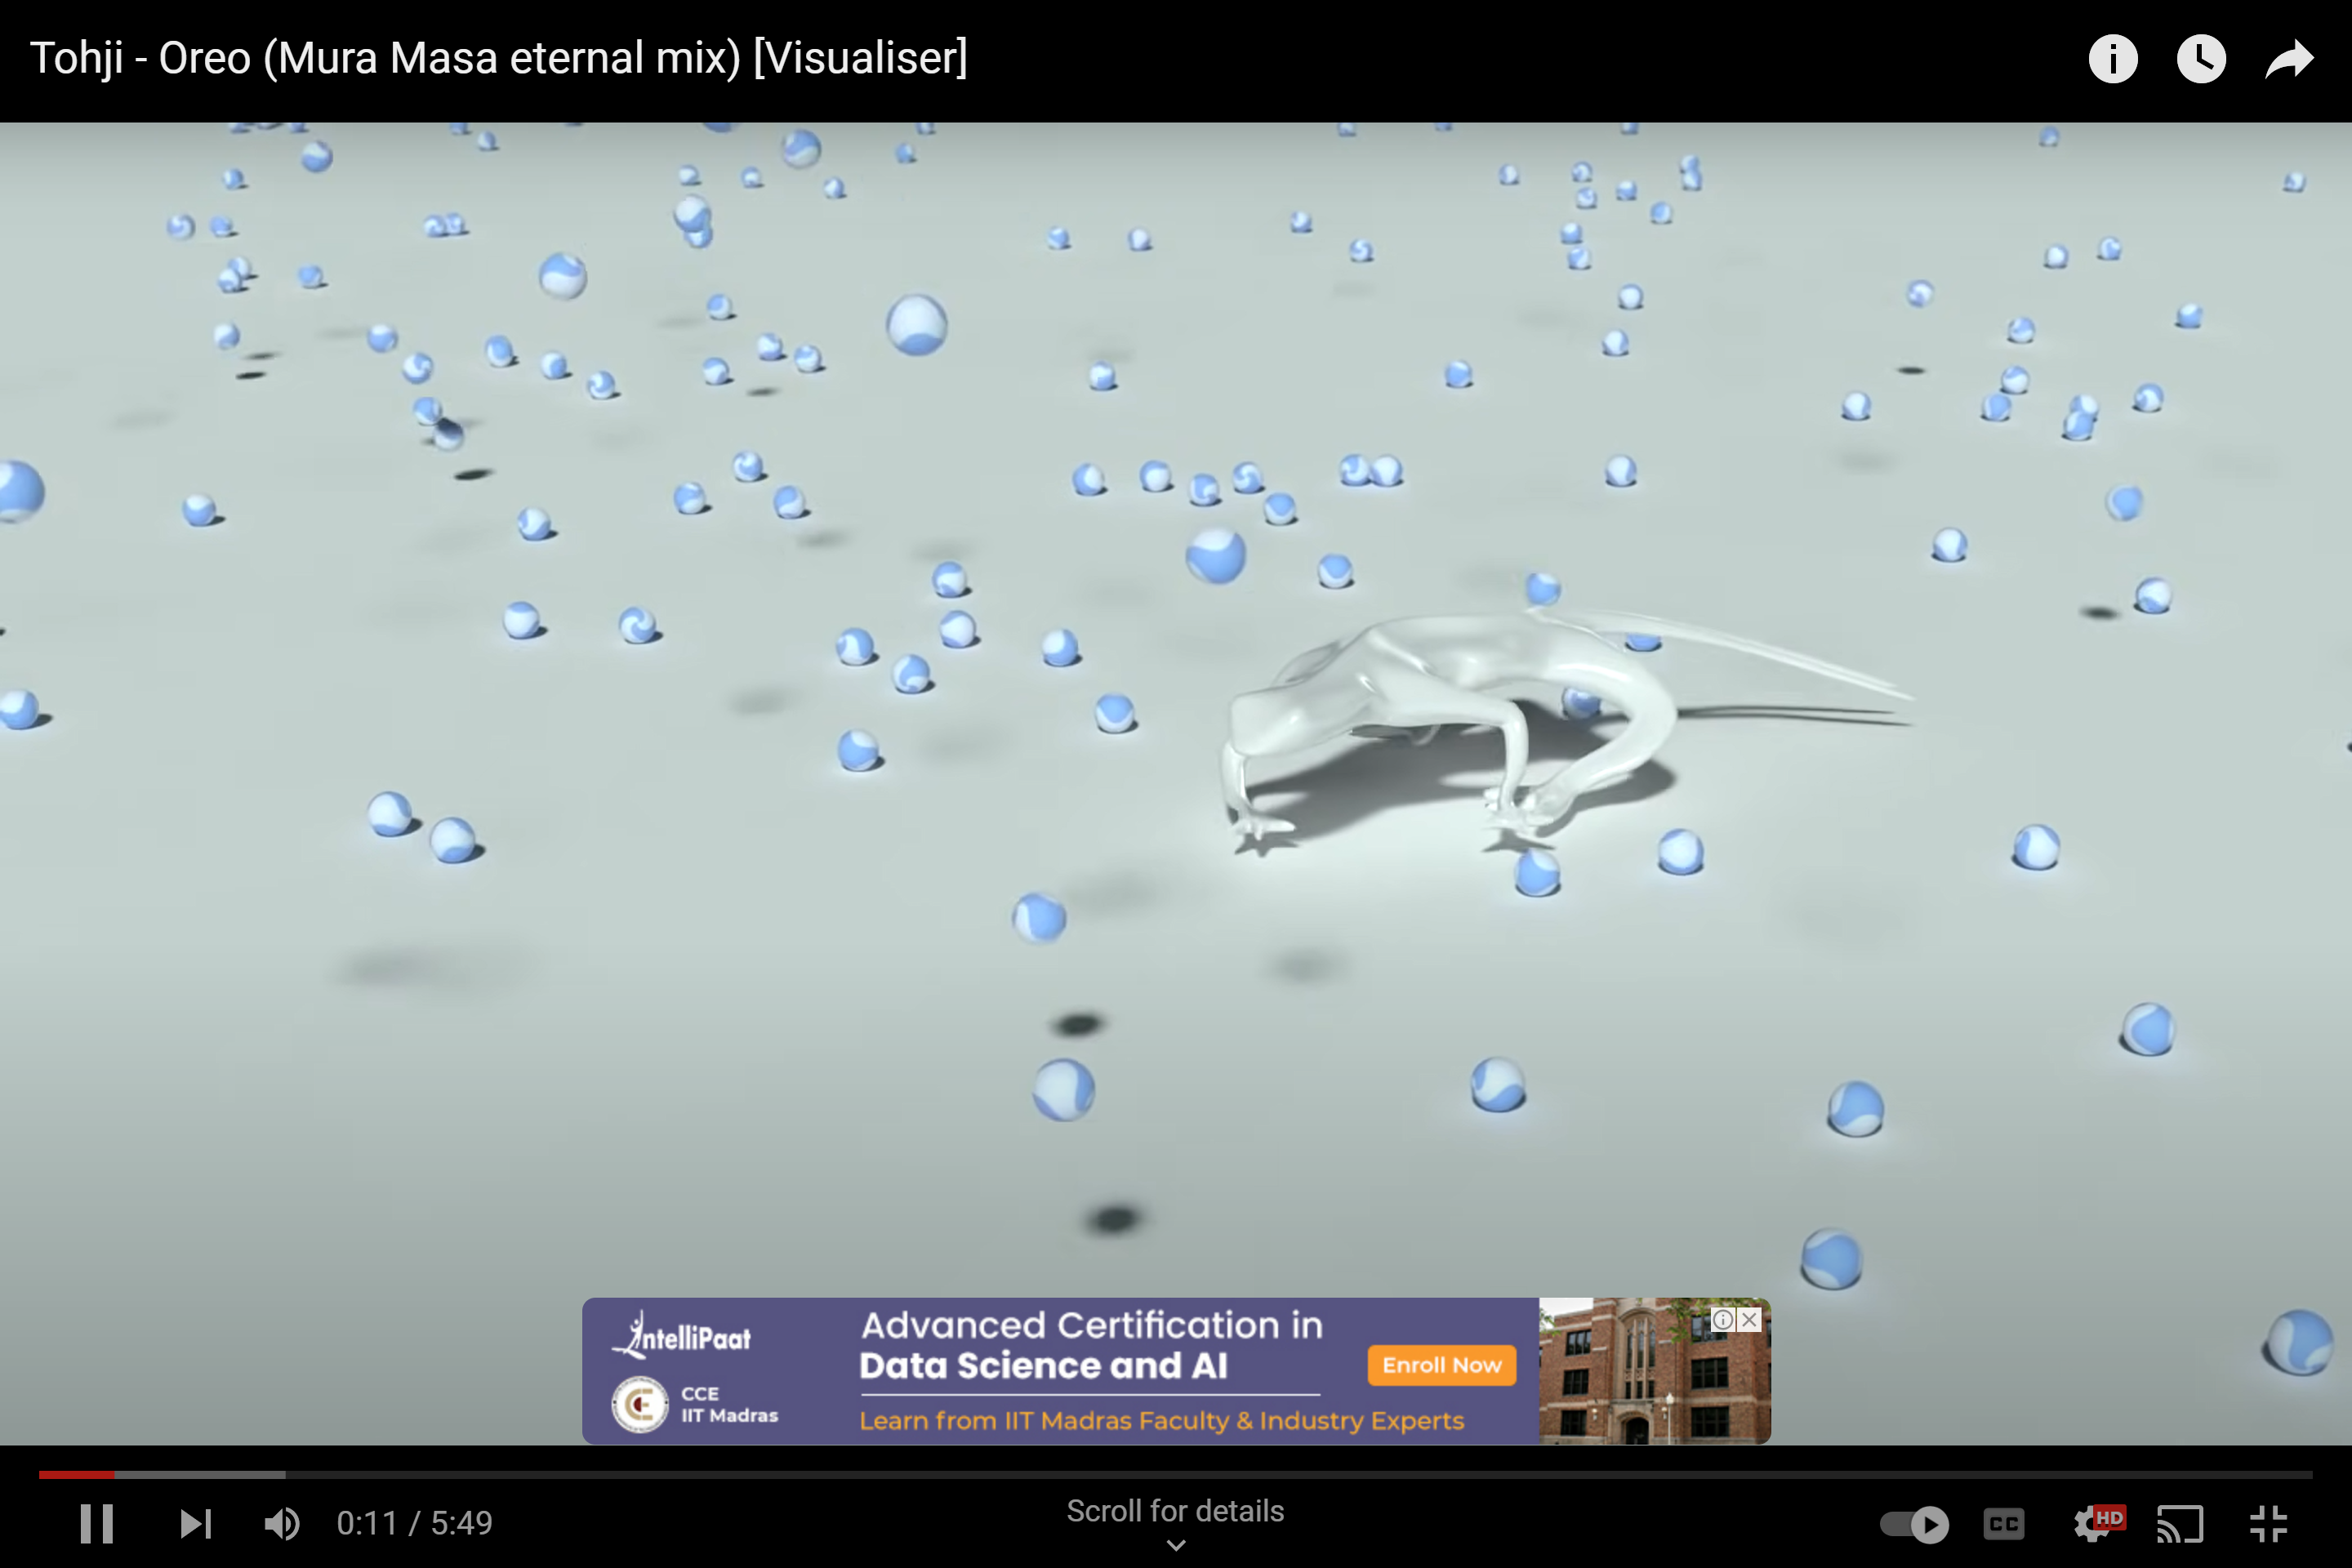 Tohji - Oreo (Mura Masa eternal mix) [Visualiser]
IntelliPaat
CCE
IIT Madras
Advanced Certification in
Data Science and AI
Learn from IIT Madras Faculty & Industry Experts
Enroll Now
0:11 / 5:49
Scroll for details
CC
HD